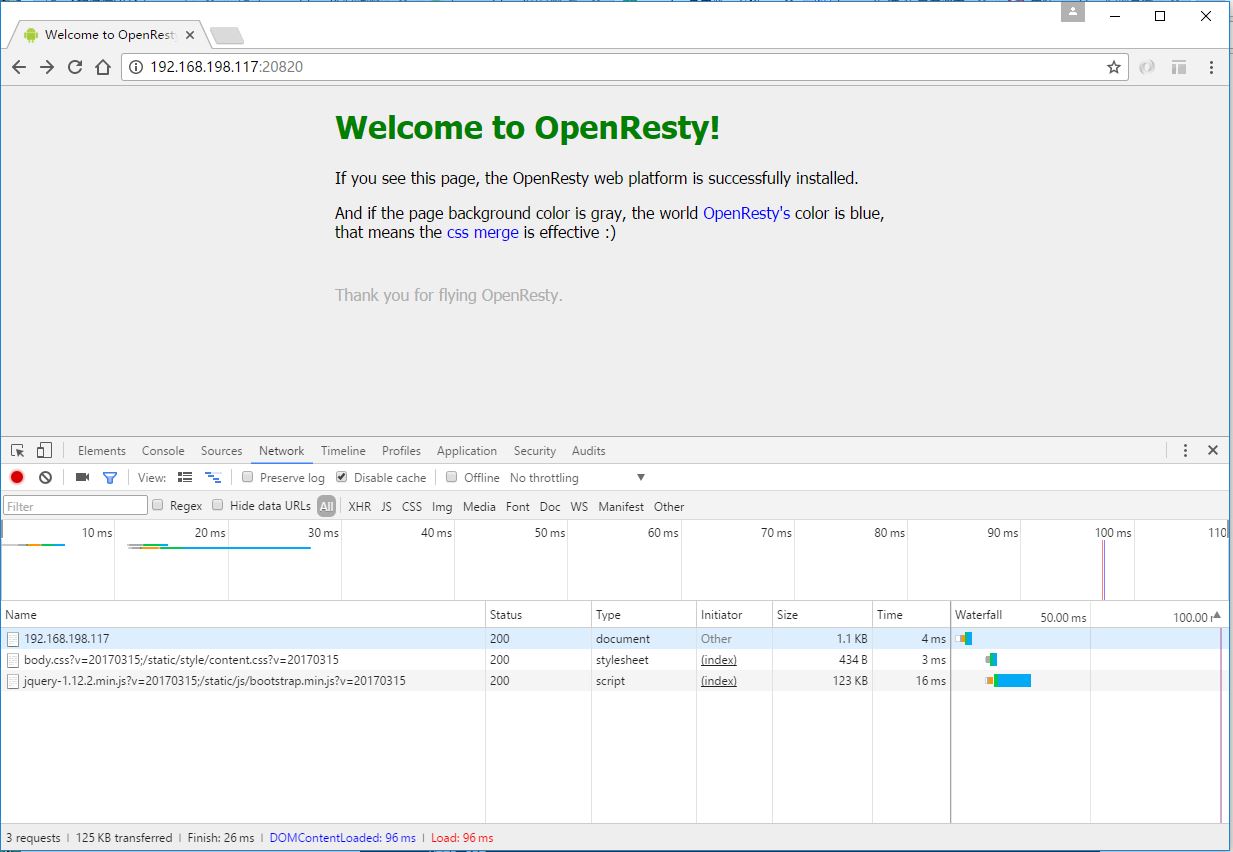 Welcome to OpenRest
192.168.198.117:20820
Welcome to OpenResty!
If you see this page, the OpenResty web platform is successfully installed.
And if the page background color is gray, the world OpenResty's color is blue,
that means the css merge is effective :)
Thank you for flying OpenResty.
Elements Console Sources Network Timeline Profiles Application Security Audits
View: Preserve log Disable cache Offline No throttling
Filter Regex Hide data URLs All XHR JS CSS Img Media Font Doc WS Manifest Other
10 ms 20 ms 30 ms 40 ms 50 ms 60 ms 70 ms 80 ms 90 ms 100 ms 110
Name Status Type Initiator Size Time Waterfall 50.00 ms 100.00
192.168.198.117 200 document Other 1.1 KB 4 ms
body.css?v=20170315;/static/style/content.css?v=20170315 200 stylesheet (index) 434 B 3 ms
jquery-1.12.2.min.js?v=20170315;/static/js/bootstrap.min.js?v=20170315 200 script (index) 123 KB 16 ms
3 requests | 125 KB transferred | Finish: 26 ms | DOMContentLoaded: 96 ms | Load: 96 ms